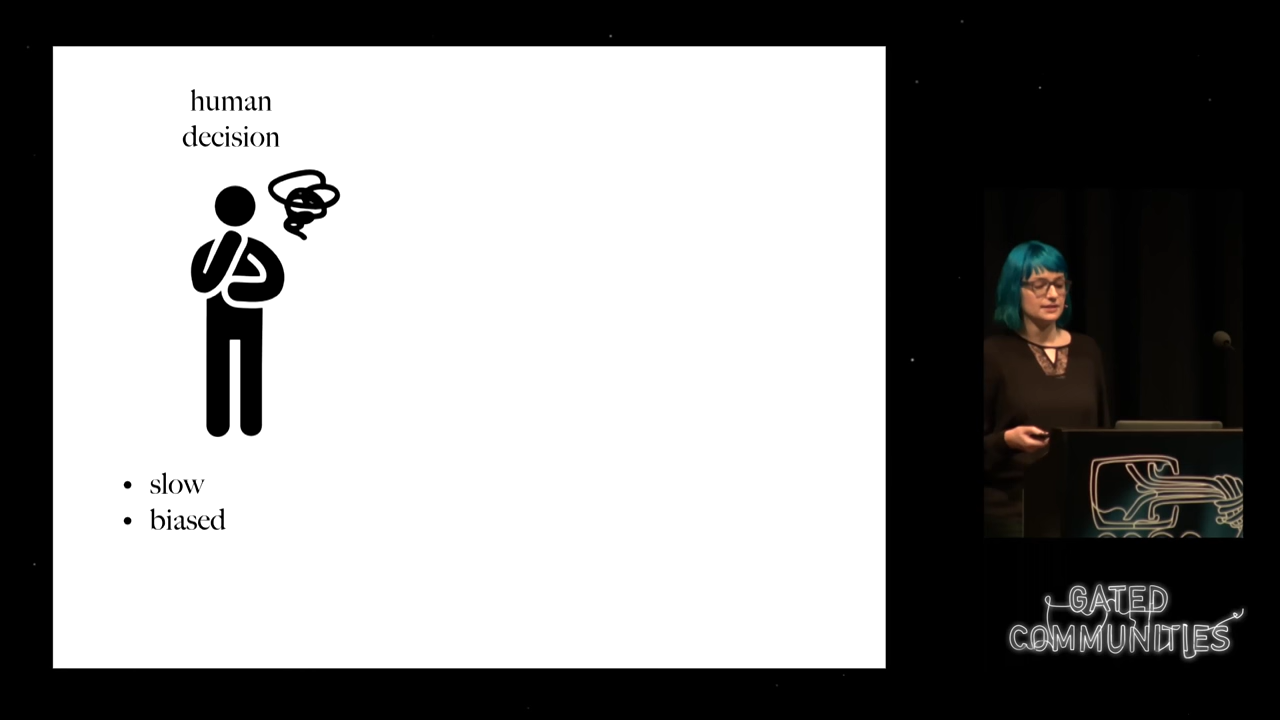 human
decision
• slow
• biased
GATED
COMMUNITIES